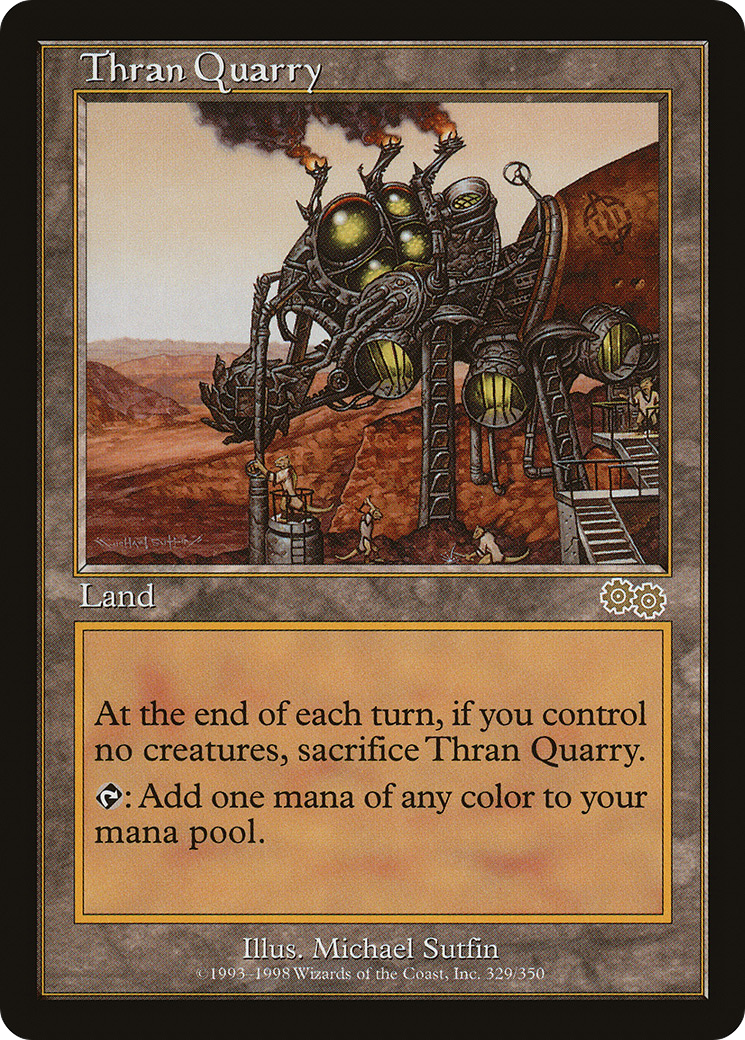 Thran Quarry
Michael Sutfin
Land
At the end of each turn, if you control
no creatures, sacrifice Thran Quarry.
: Add one mana of any color to your
mana pool.
Illus. Michael Sutfin
©1993–1998 Wizards of the Coast, Inc. 329/350